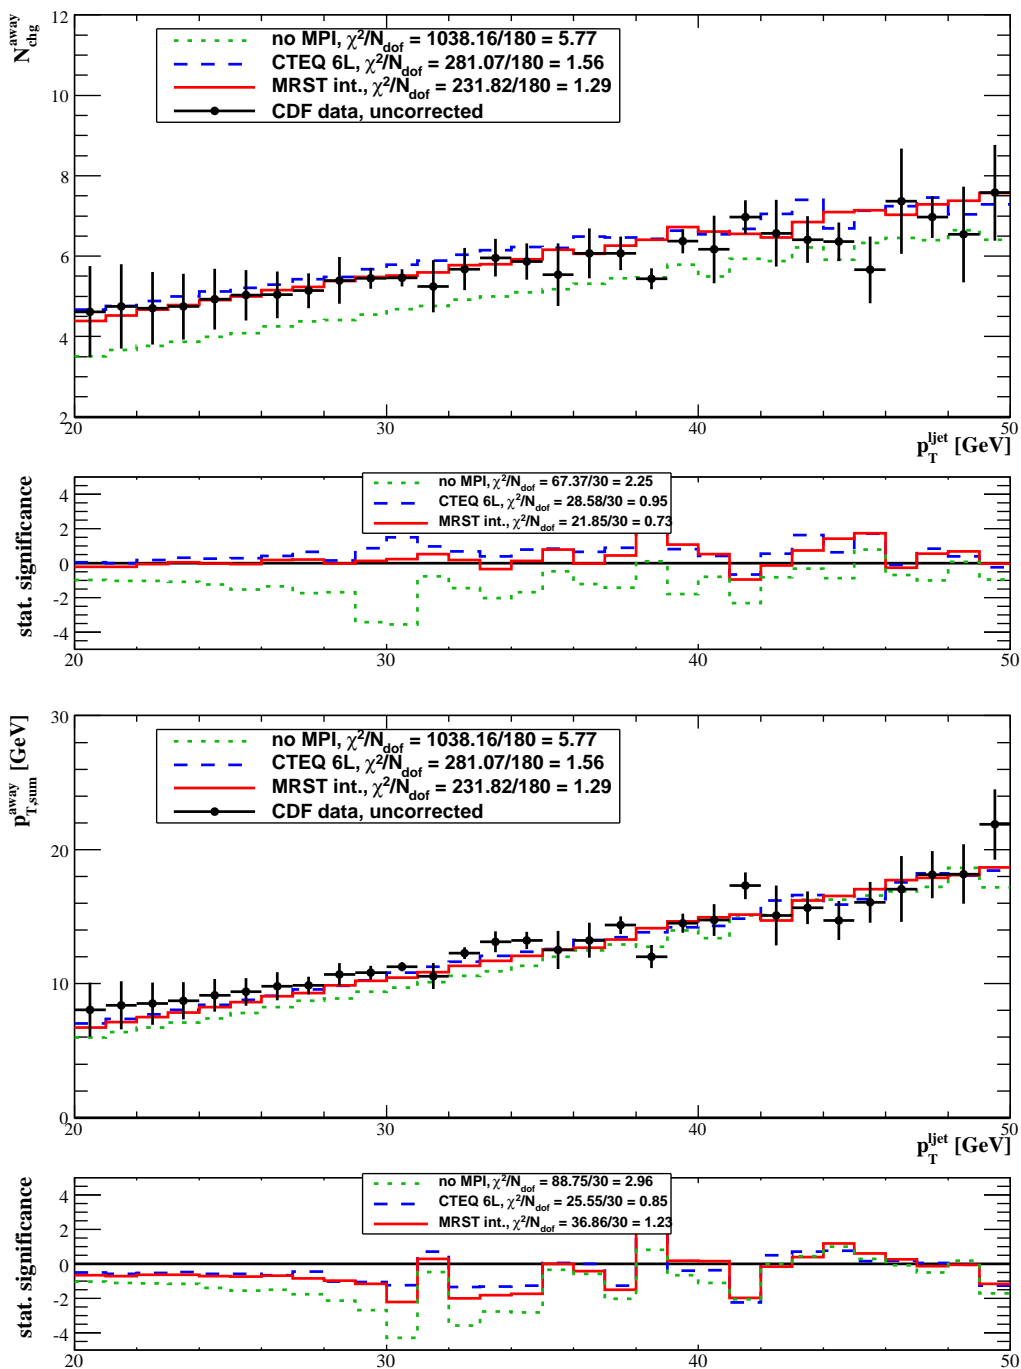 N_chg^away
12
10
8
6
4
2
no MPI, χ²/N_dof = 1038.16/180 = 5.77
CTEQ 6L, χ²/N_dof = 281.07/180 = 1.56
MRST int., χ²/N_dof = 231.82/180 = 1.29
CDF data, uncorrected
20 30 40 50
p_T^ljet [GeV]
stat. significance
4
2
0
-2
-4
no MPI, χ²/N_dof = 67.37/30 = 2.25
CTEQ 6L, χ²/N_dof = 28.58/30 = 0.95
MRST int., χ²/N_dof = 21.85/30 = 0.73
20 30 40 50
p_T,sum^away [GeV]
30
20
10
0
no MPI, χ²/N_dof = 1038.16/180 = 5.77
CTEQ 6L, χ²/N_dof = 281.07/180 = 1.56
MRST int., χ²/N_dof = 231.82/180 = 1.29
CDF data, uncorrected
20 30 40 50
p_T^ljet [GeV]
stat. significance
4
2
0
-2
-4
no MPI, χ²/N_dof = 88.75/30 = 2.96
CTEQ 6L, χ²/N_dof = 25.55/30 = 0.85
MRST int., χ²/N_dof = 36.86/30 = 1.23
20 30 40 50